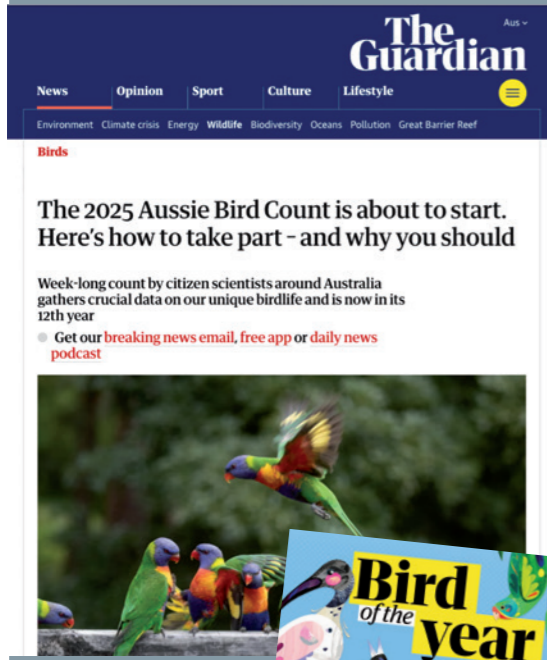 The
Guardian
Aus
News Opinion Sport Culture Lifestyle
Environment Climate crisis Energy Wildlife Biodiversity Oceans Pollution Great Barrier Reef
Birds
The 2025 Aussie Bird Count is about to start.
Here's how to take part – and why you should
Week-long count by citizen scientists around Australia
gathers crucial data on our unique birdlife and is now in its
12th year
Get our breaking news email, free app or daily news
podcast
Bird
of the
year